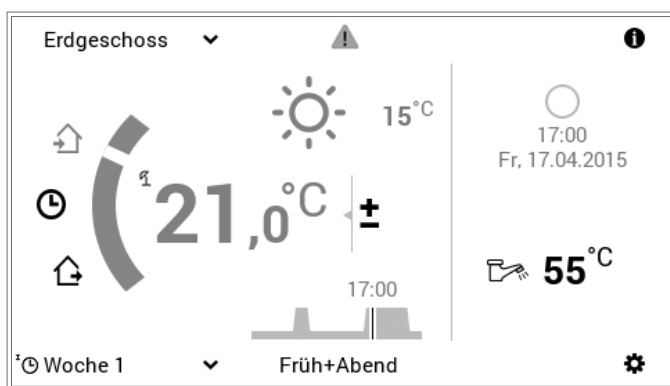 Erdgeschoss
15°C
17:00
Fr, 17.04.2015
21,0°C
±
55°C
17:00
Woche 1
Früh+Abend